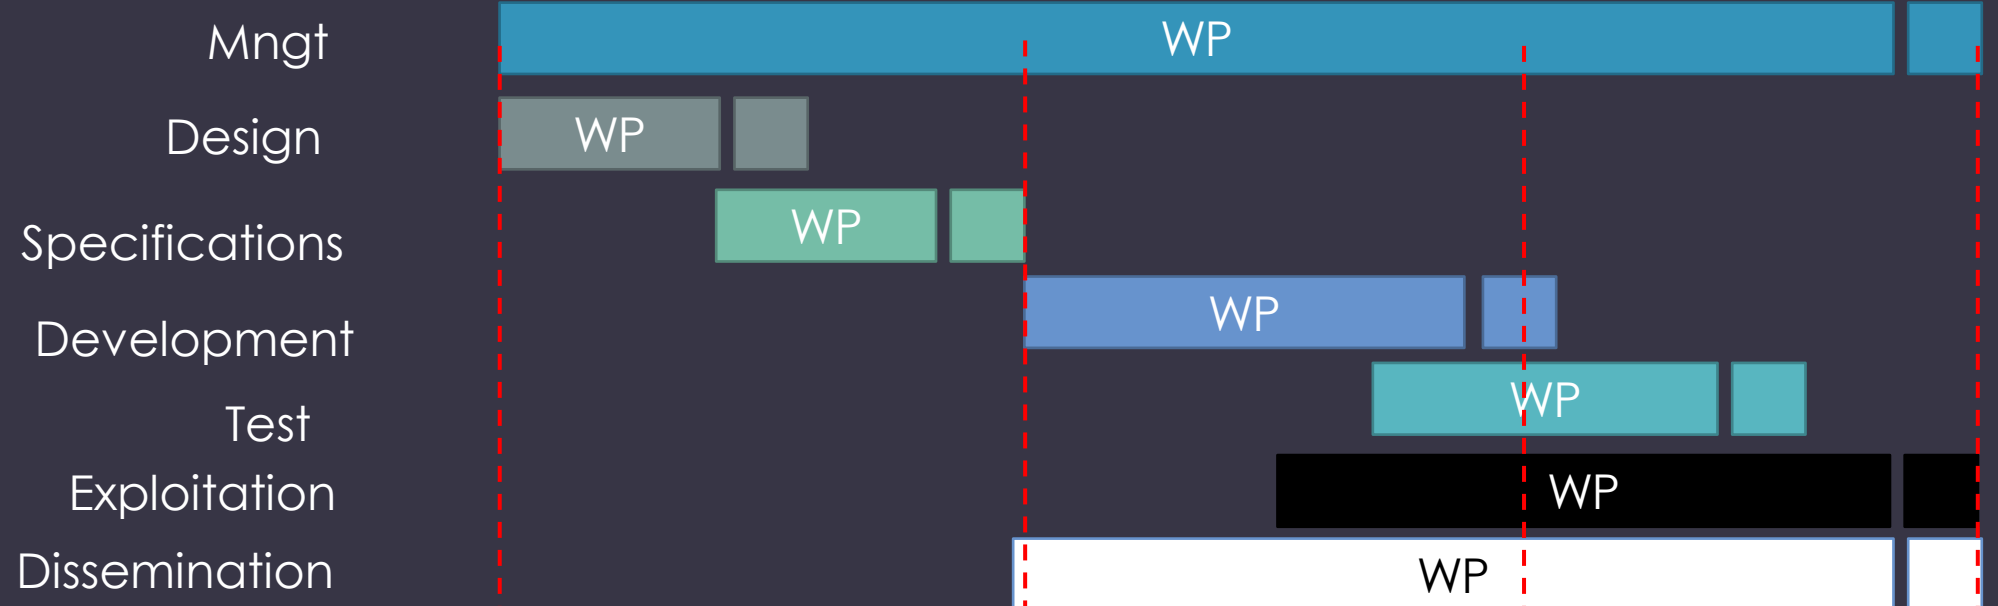 Mngt WP
Design WP
Specifications WP
Development WP
Test WP
Exploitation WP
Dissemination WP